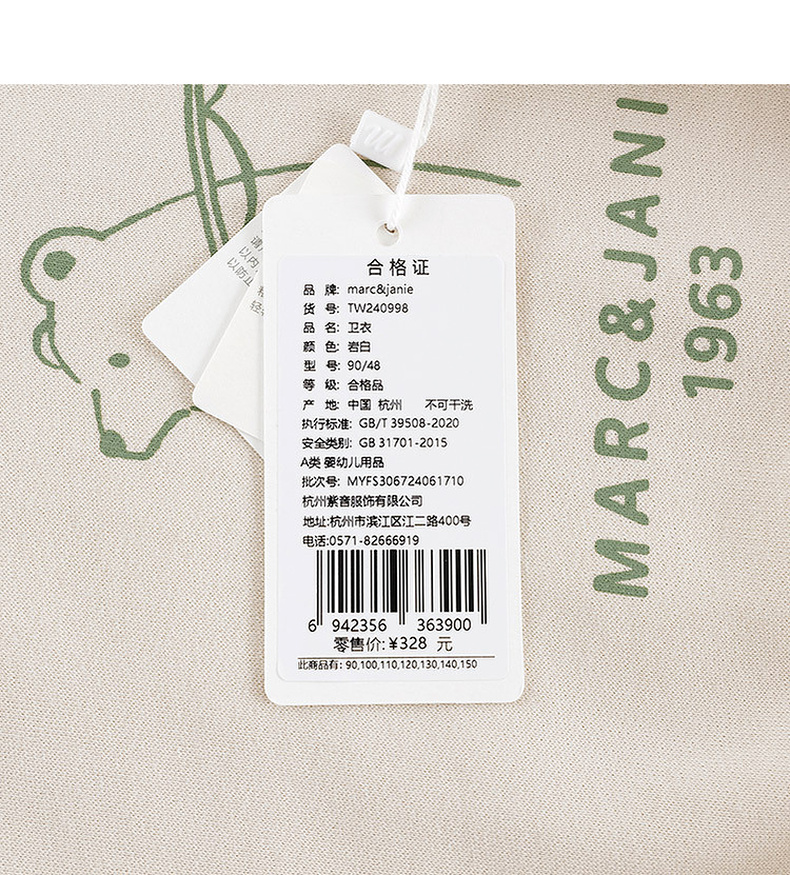 合格证
品 牌: marc&janie
货 号: TW240998
品 名: 卫衣
颜 色: 岩白
型 号: 90/48
等 级: 合格品
产 地: 中国 杭州 不可干洗
执行标准: GB/T 39508-2020
安全类别: GB 31701-2015
A类 婴幼儿用品
批次号: MYFS306724061710
杭州紫音服饰有限公司
地址:杭州市滨江区江二路400号
电话:0571-82666919
6 942356 363900
零售价:¥328 元
此商品有: 90,100,110,120,130,140,150
以内
以防止
MARC&JANI
1963